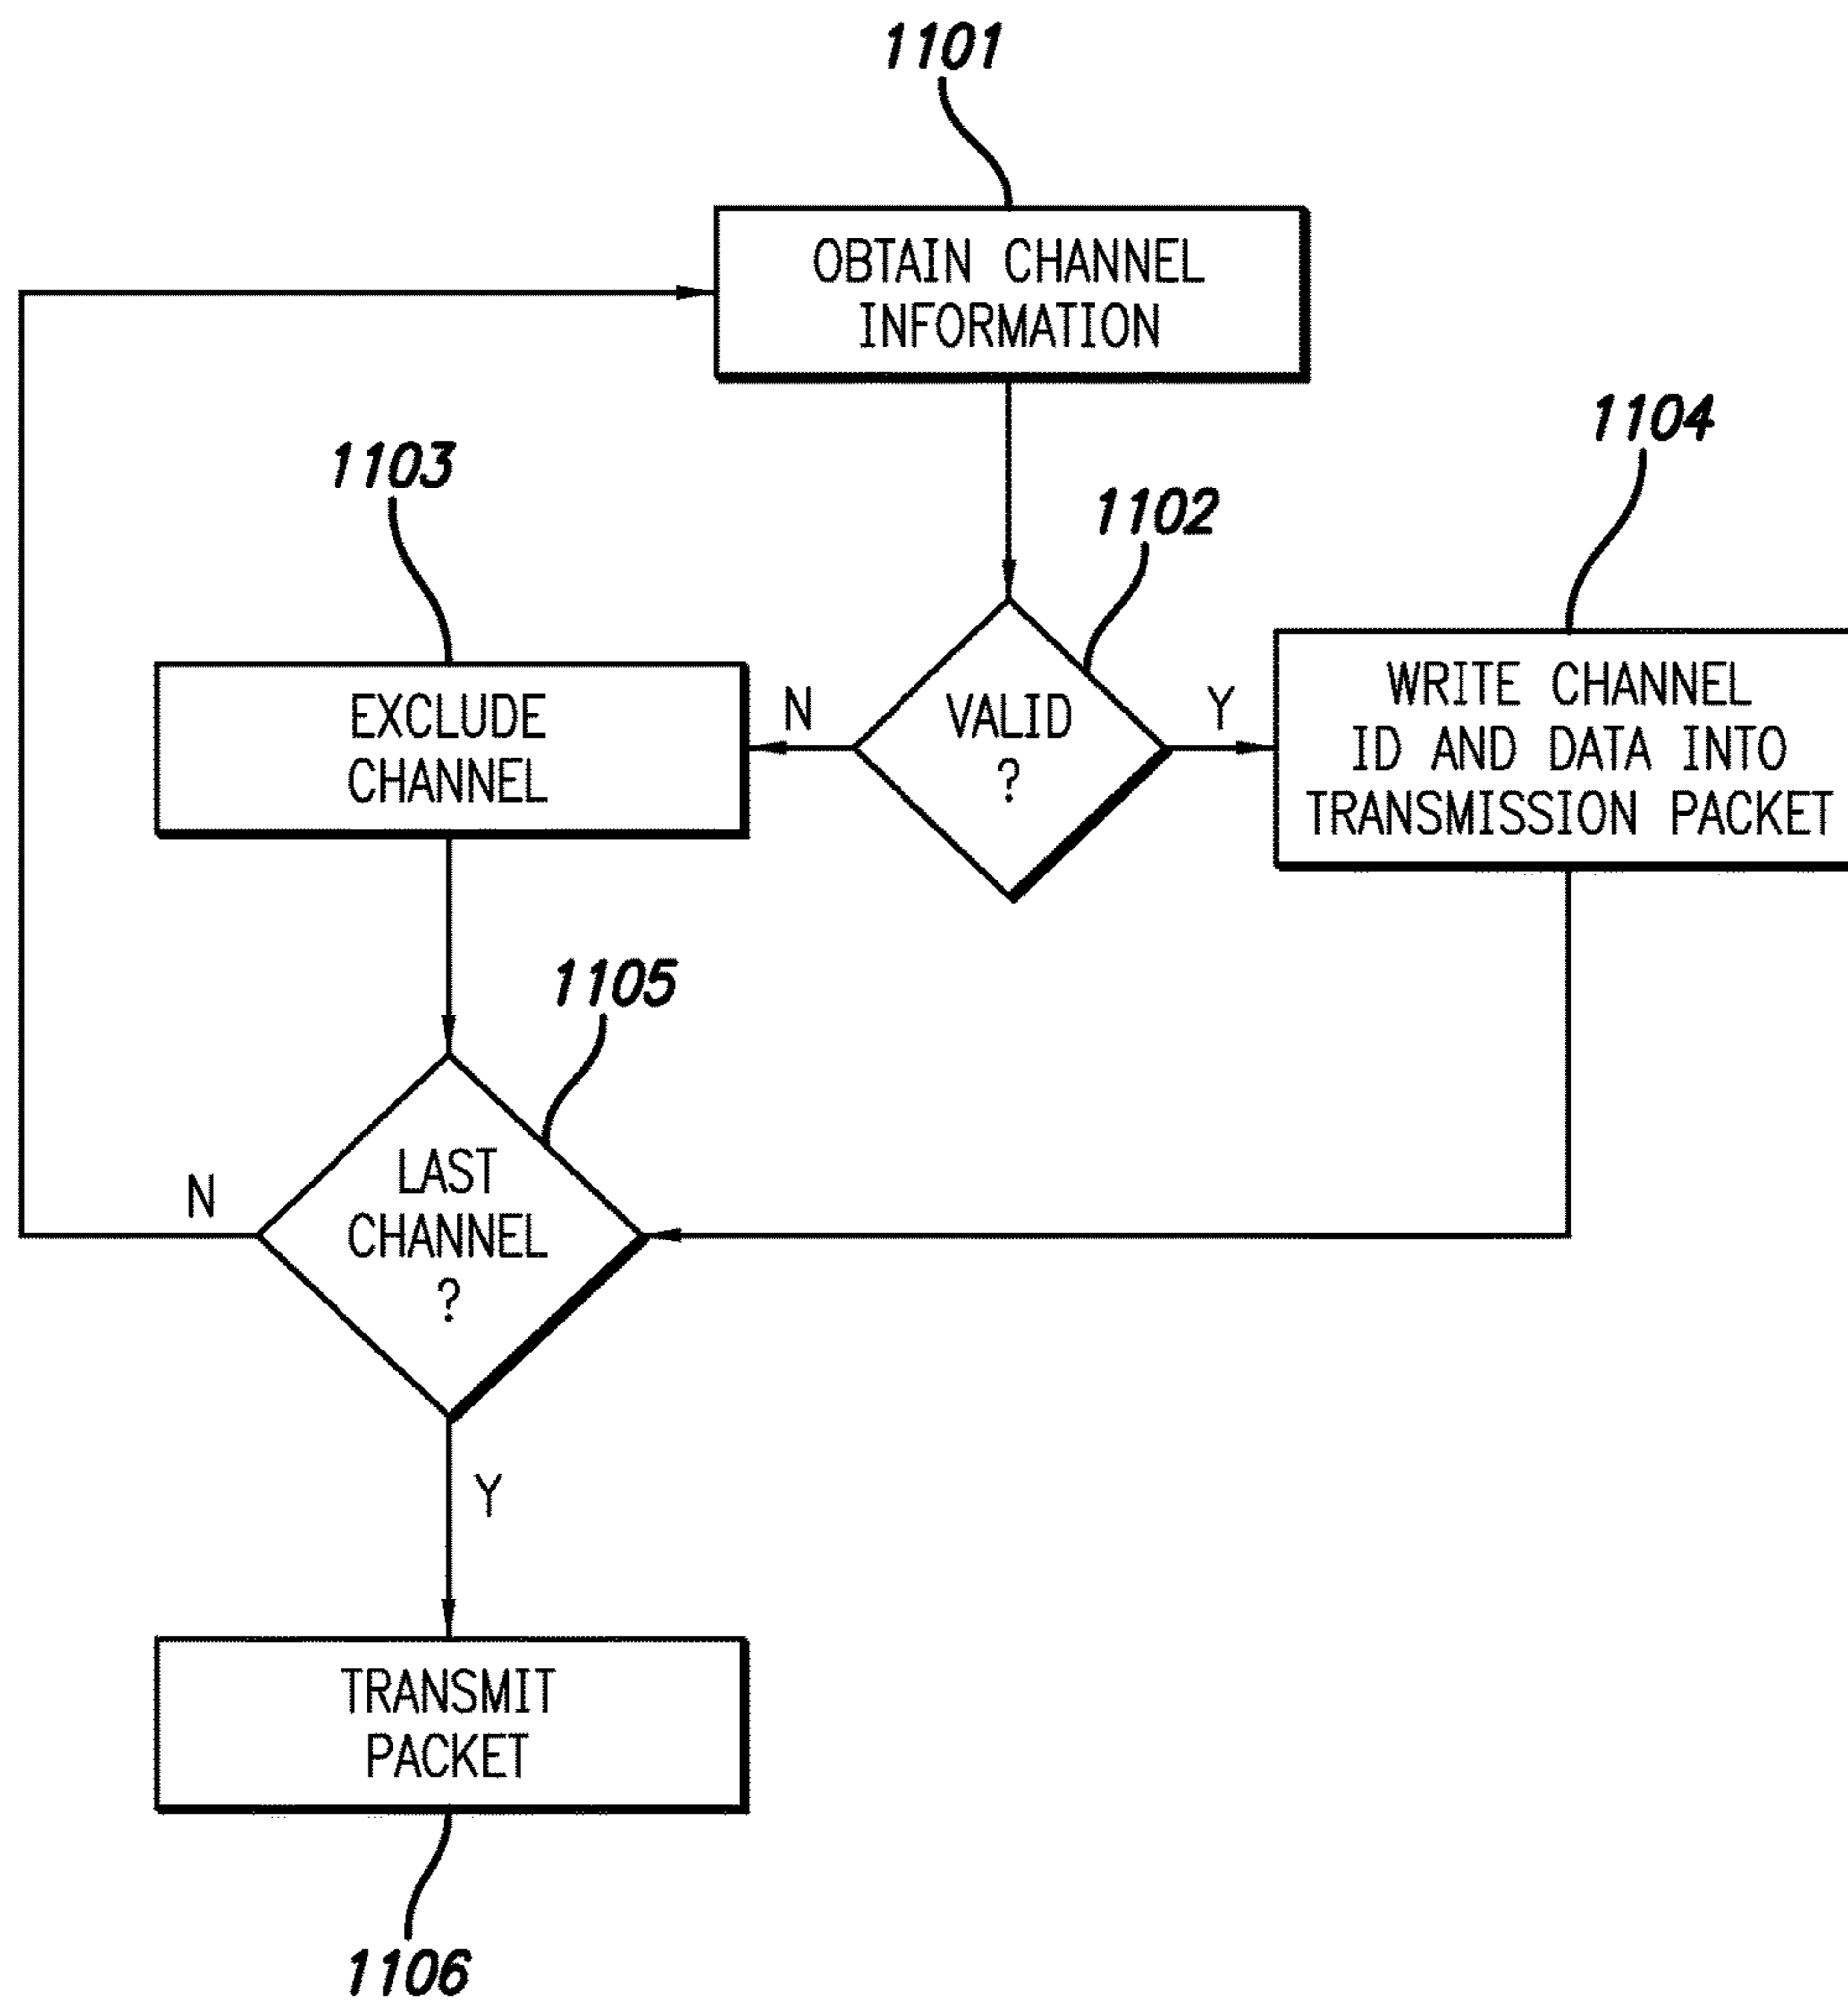 1101
OBTAIN CHANNEL
INFORMATION
1104
1103
1102
EXCLUDE
CHANNEL
N
VALID
?
Y
WRITE CHANNEL
ID AND DATA INTO
TRANSMISSION PACKET
1105
N
LAST
CHANNEL
?
Y
TRANSMIT
PACKET
1106